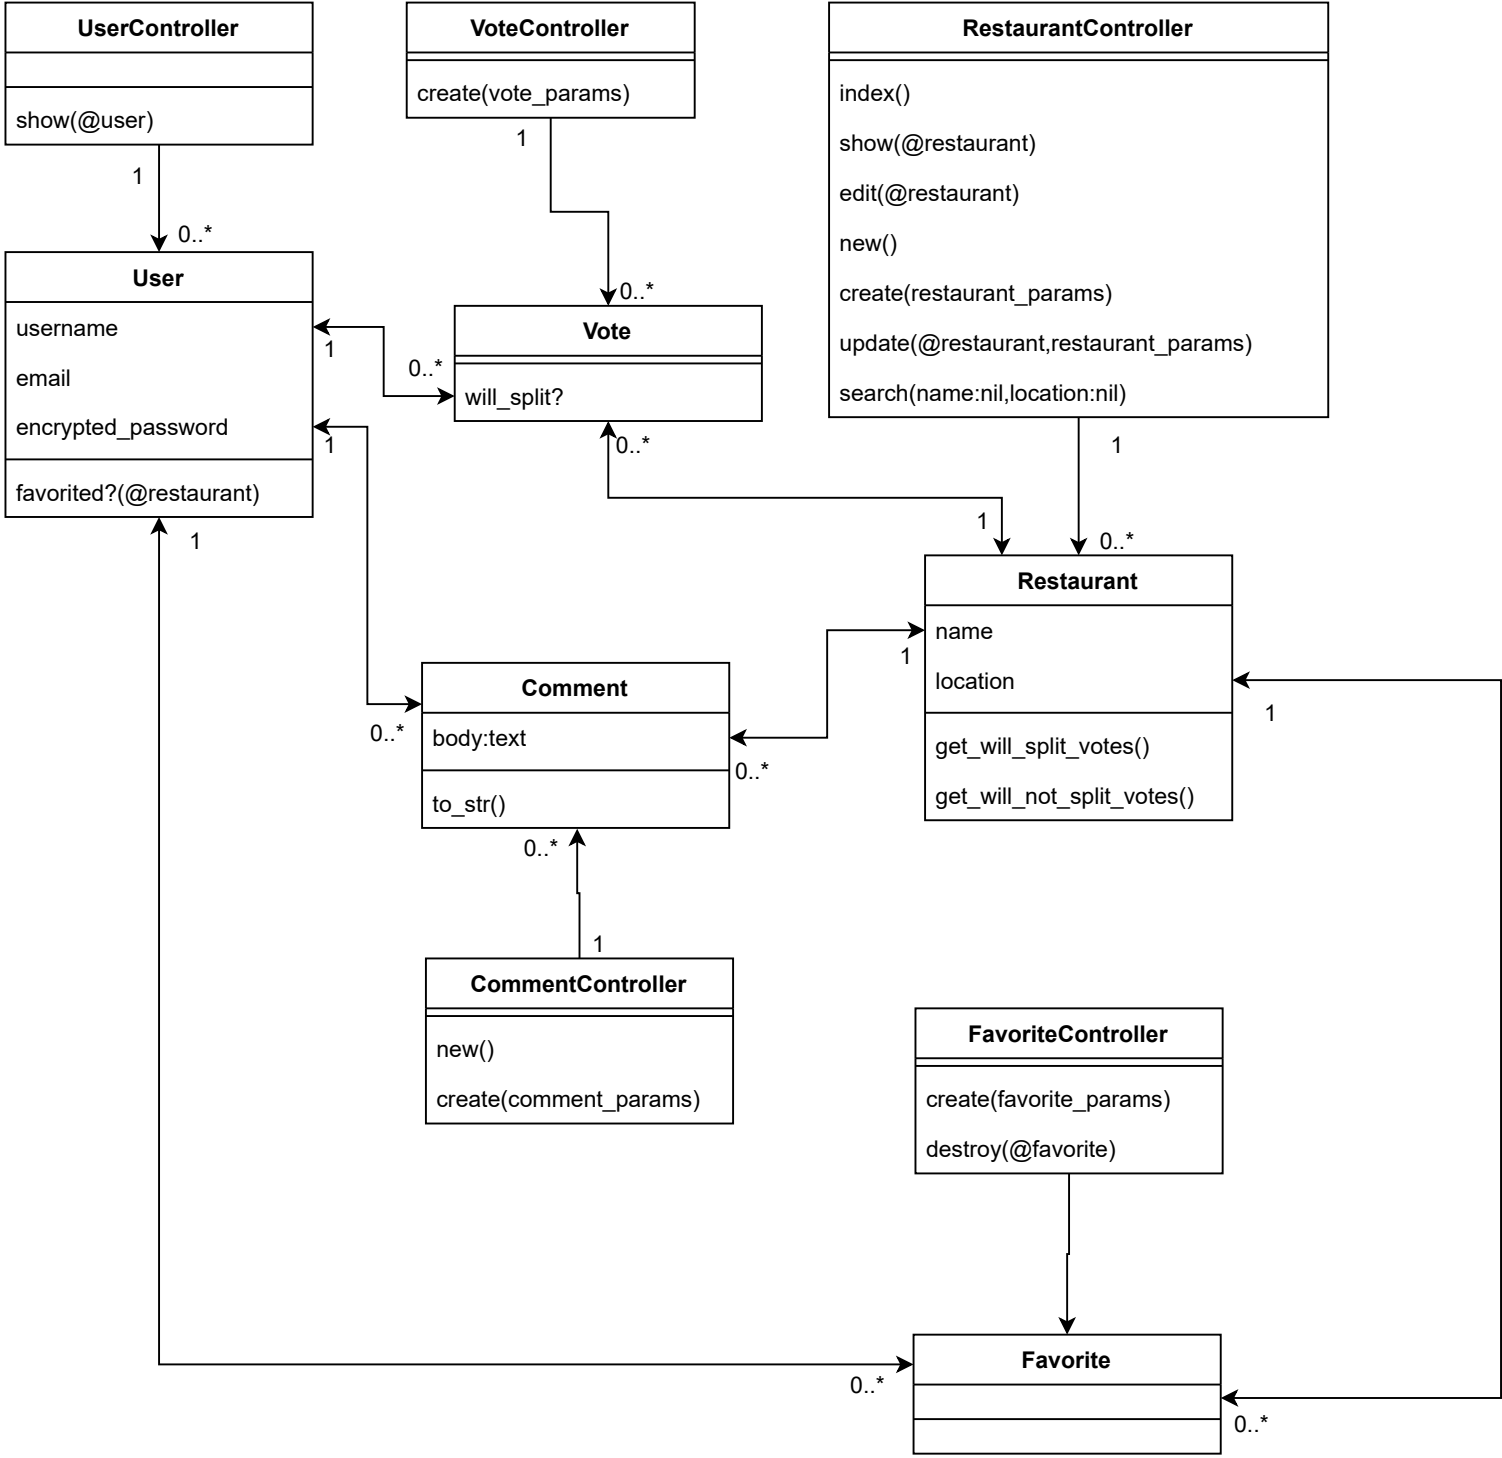 UserController
show(@user)
1
0..*
VoteController
create(vote_params)
1
0..*
RestaurantController
index()
show(@restaurant)
edit(@restaurant)
new()
create(restaurant_params)
update(@restaurant,restaurant_params)
search(name:nil,location:nil)
1
0..*
User
username
email
encrypted_password
favorited?(@restaurant)
1
1
1
0..*
Vote
will_split?
0..*
1
Restaurant
name
location
get_will_split_votes()
get_will_not_split_votes()
1
1
Comment
body:text
to_str()
0..*
0..*
0..*
1
CommentController
new()
create(comment_params)
FavoriteController
create(favorite_params)
destroy(@favorite)
Favorite
0..*
0..*